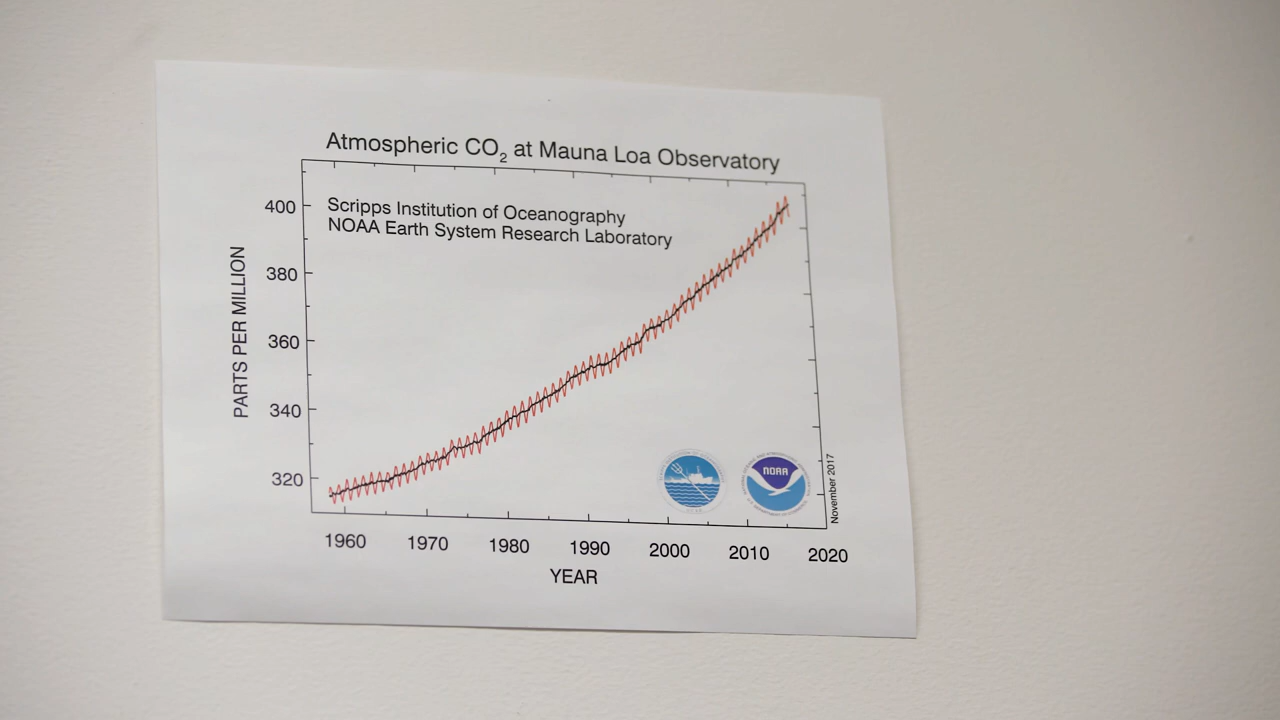 Atmospheric CO₂ at Mauna Loa Observatory
Scripps Institution of Oceanography
NOAA Earth System Research Laboratory
PARTS PER MILLION
400
380
360
340
320
1960 1970 1980 1990 2000 2010 2020
YEAR
NOAA
November 2017